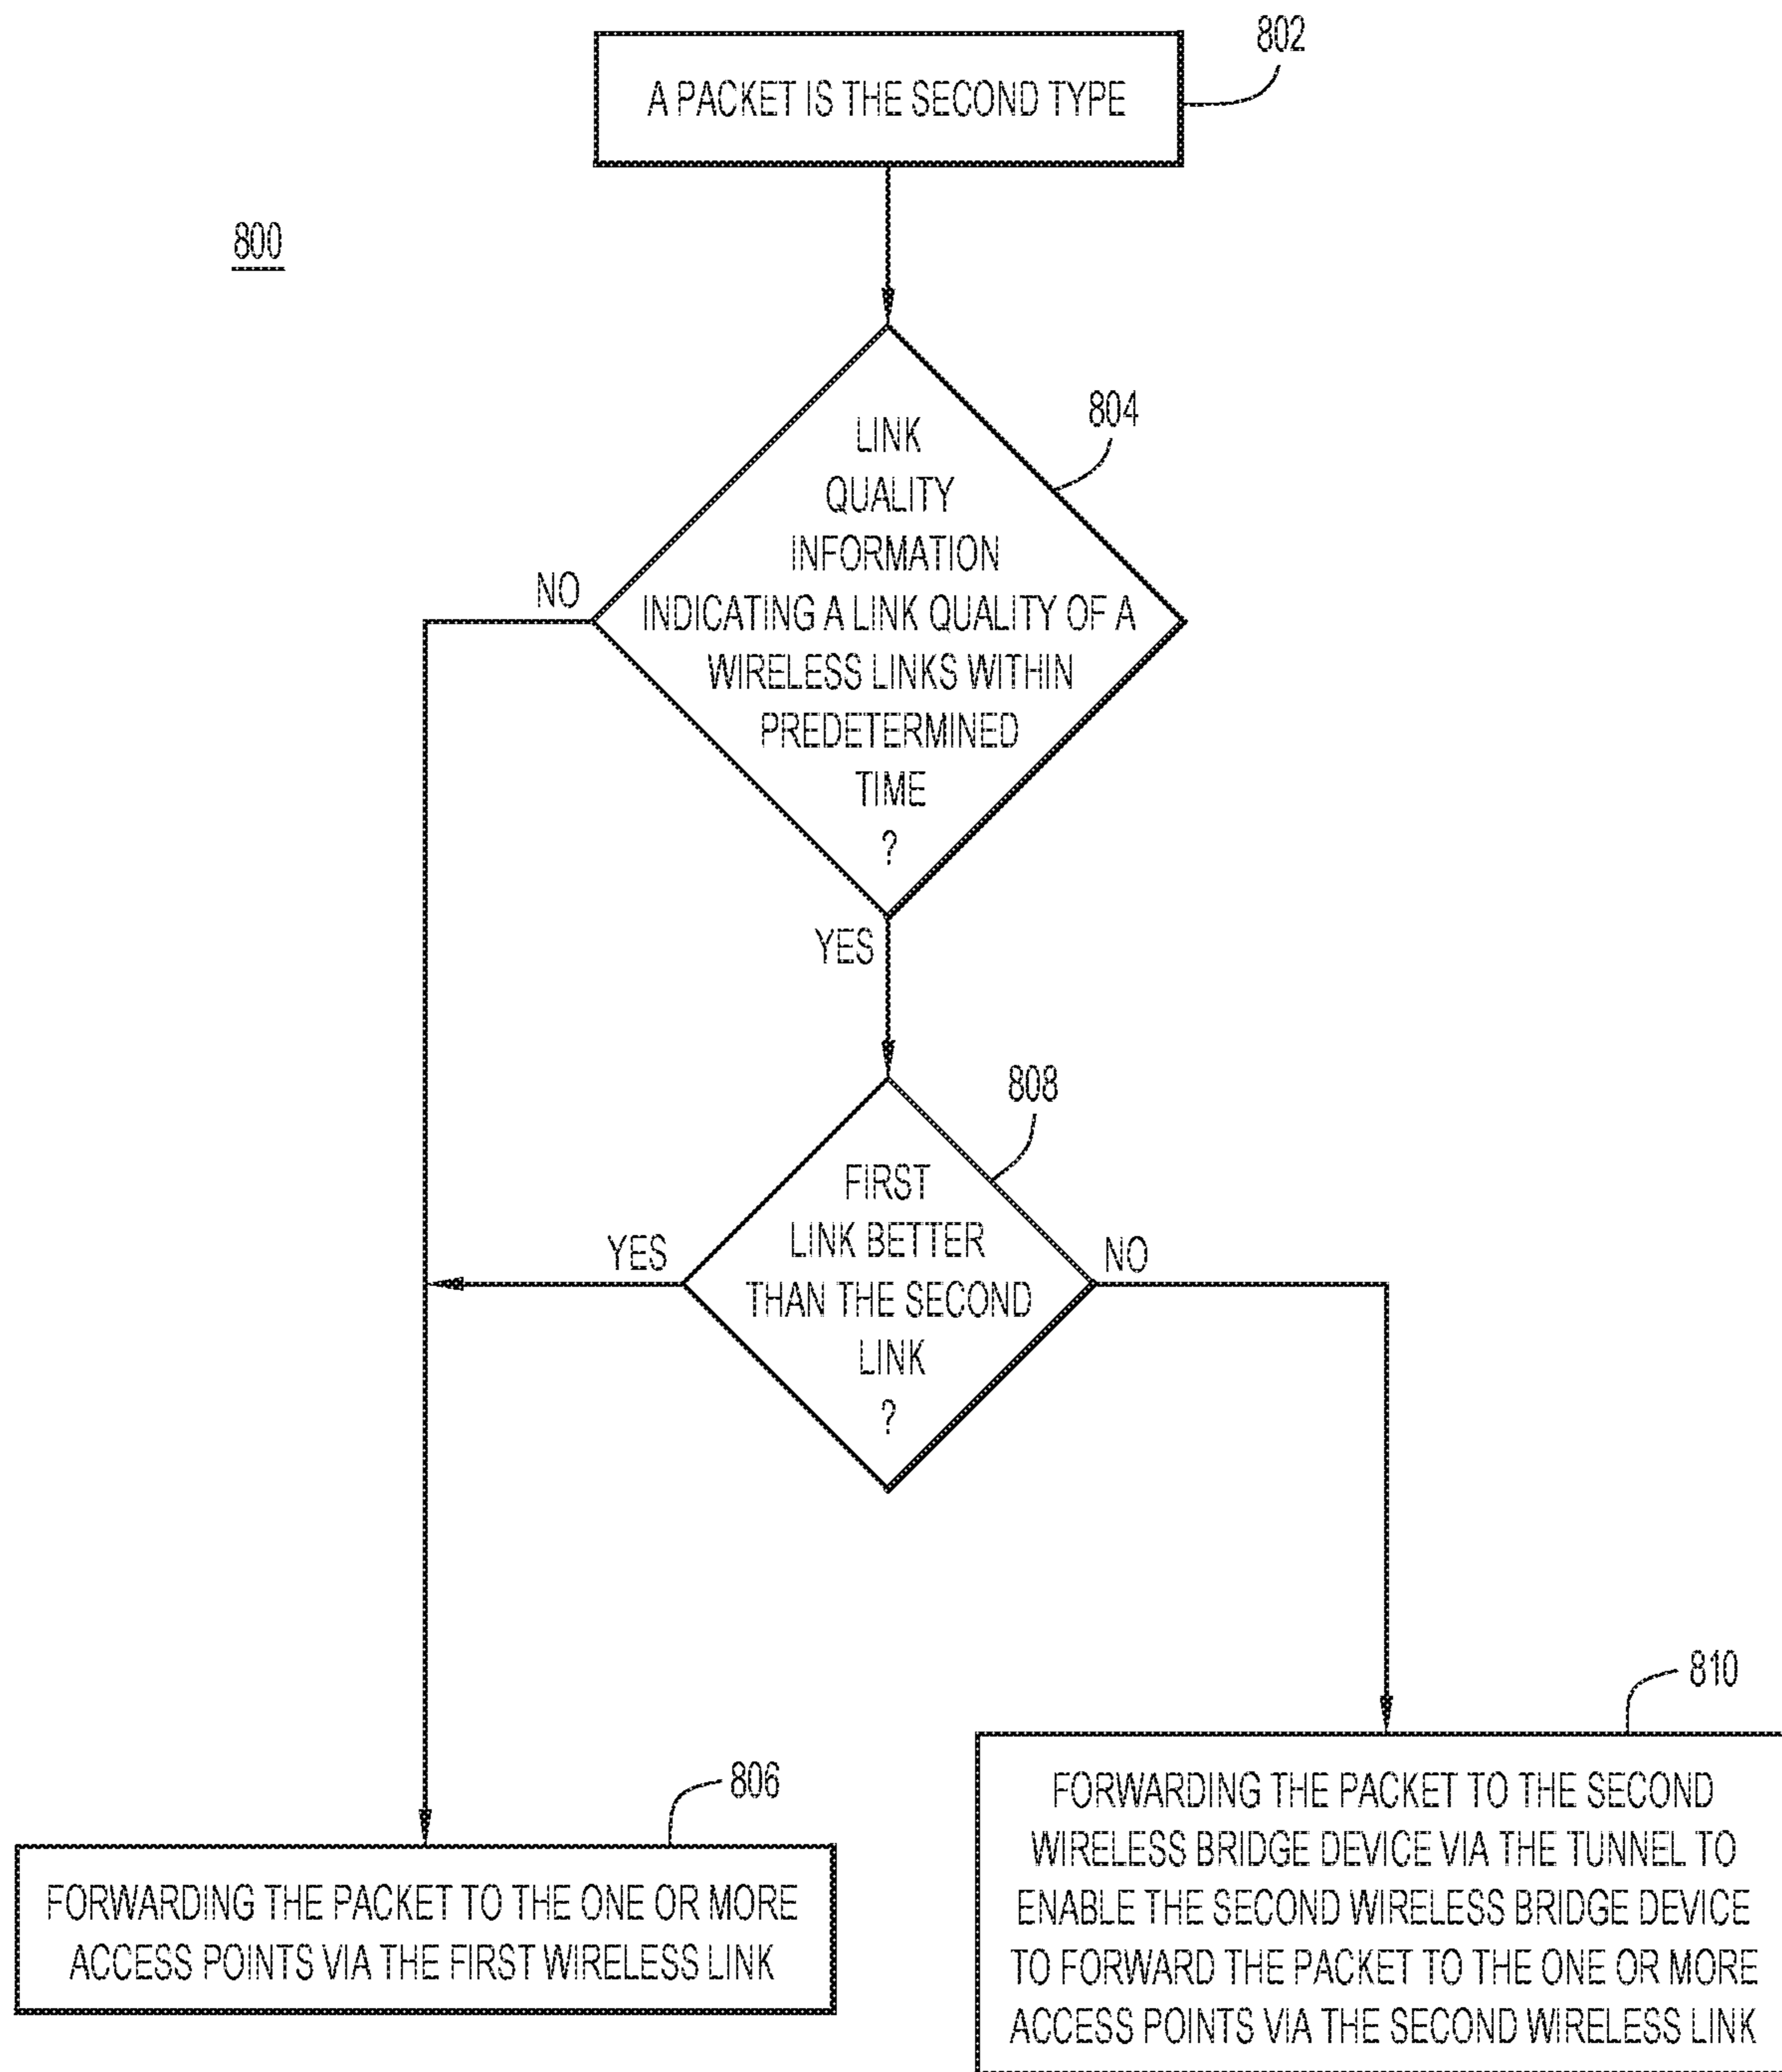 802
A PACKET IS THE SECOND TYPE
800
804
LINK
QUALITY
INFORMATION
INDICATING A LINK QUALITY OF A
WIRELESS LINKS WITHIN
PREDETERMINED
TIME
?
NO
YES
808
FIRST
LINK BETTER
THAN THE SECOND
LINK
?
YES
NO
806
FORWARDING THE PACKET TO THE ONE OR MORE
ACCESS POINTS VIA THE FIRST WIRELESS LINK
810
FORWARDING THE PACKET TO THE SECOND
WIRELESS BRIDGE DEVICE VIA THE TUNNEL TO
ENABLE THE SECOND WIRELESS BRIDGE DEVICE
TO FORWARD THE PACKET TO THE ONE OR MORE
ACCESS POINTS VIA THE SECOND WIRELESS LINK